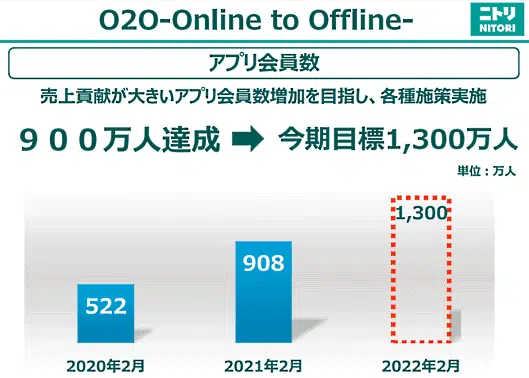 O2O-Online to Offline-
ニトリ
NITORI
アプリ会員数
売上貢献が大きいアプリ会員数増加を目指し、各種施策実施
９００万人達成 ➡ 今期目標1,300万人
単位：万人
1,300
908
522
2020年2月 2021年2月 2022年2月